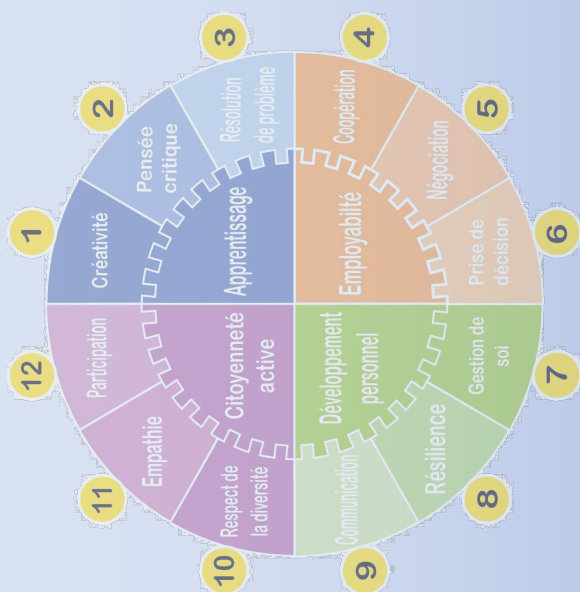 1
Créativité
2
Pensée
critique
3
Résolution
de problème
Apprentissage
4
Coopération
5
Négociation
6
Prise de
décision
Employabilté
7
Gestion de
soi
8
Résilience
9
Communication
Développement
personnel
10
Respect de
la diversité
11
Empathie
12
Participation
Citoyenneté
active